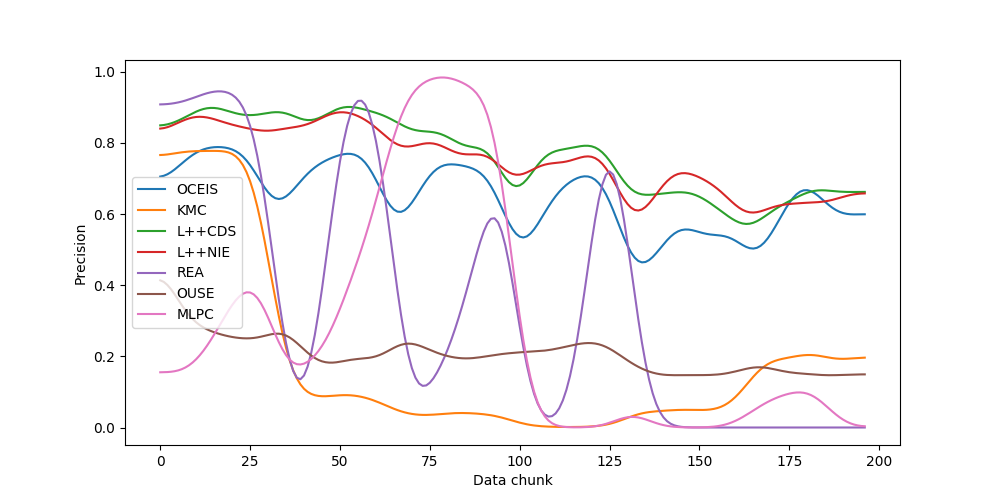 1.0
0.8
0.6
0.4
0.2
0.0
Precision
OCEIS
KMC
L++CDS
L++NIE
REA
OUSE
MLPC
0 25 50 75 100 125 150 175 200
Data chunk